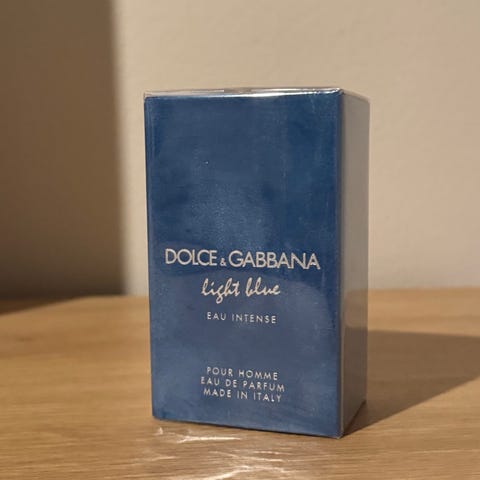 DOLCE & GABBANA
light blue
EAU INTENSE
POUR HOMME
EAU DE PARFUM
MADE IN ITALY